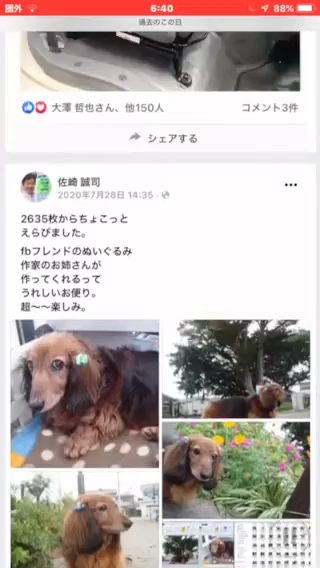 圏外
6:40
88%
過去のこの日
大澤 哲也さん、他150人
コメント3件
シェアする
佐崎 誠司
2020年7月28日 14:35
2635枚からちょこっと
えらびました。
fbフレンドのぬいぐるみ
作家のお姉さんが
作ってくれるって
うれしいお便り。
超〜〜楽しみ。